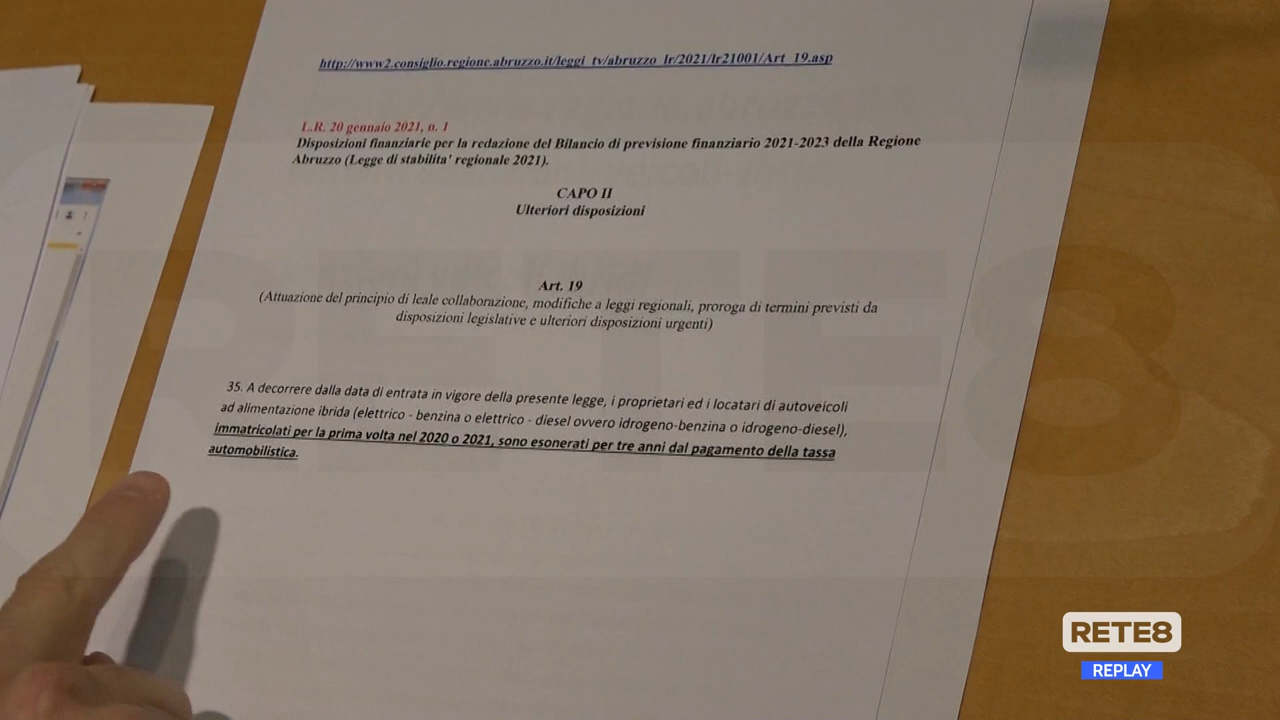 http://www2.consiglio.regione.abruzzo.it/leggi_tv/abruzzo_lr/2021/lr21001/Art_19.asp
L.R. 20 gennaio 2021, n. 1
Disposizioni finanziarie per la redazione del Bilancio di previsione finanziario 2021-2023 della Regione
Abruzzo (Legge di stabilita' regionale 2021).
CAPO II
Ulteriori disposizioni
Art. 19
(Attuazione del principio di leale collaborazione, modifiche a leggi regionali, proroga di termini previsti da
disposizioni legislative e ulteriori disposizioni urgenti)
35. A decorrere dalla data di entrata in vigore della presente legge, i proprietari ed i locatari di autoveicoli
ad alimentazione ibrida (elettrico - benzina o elettrico - diesel ovvero idrogeno-benzina o idrogeno-diesel),
immatricolati per la prima volta nel 2020 o 2021, sono esonerati per tre anni dal pagamento della tassa
automobilistica.
RETE8
RETE8
REPLAY